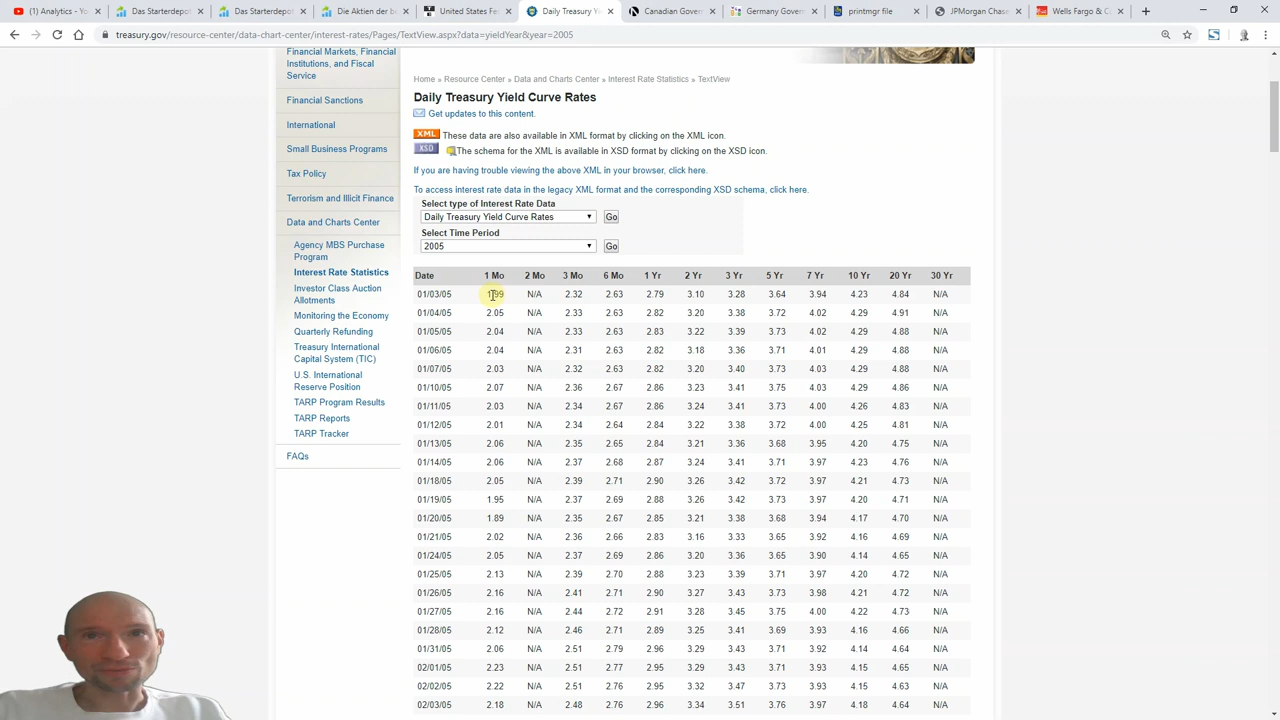 (1) Analytics - You
Das Starterdepot
Das Starterdepot
Die Aktien der b
United States Fe
Daily Treasury Yie
Canadian Govern
Germany Govern
printmgr file
JPMorgan Chase
Wells Fargo & Co
treasury.gov/resource-center/data-chart-center/interest-rates/Pages/TextView.aspx?data=yieldYear&year=2005
Financial Markets, Financial
Institutions, and Fiscal
Service
Financial Sanctions
International
Small Business Programs
Tax Policy
Terrorism and Illicit Finance
Data and Charts Center
Agency MBS Purchase
Program
Interest Rate Statistics
Investor Class Auction
Allotments
Monitoring the Economy
Quarterly Refunding
Treasury International
Capital System (TIC)
U.S. International
Reserve Position
TARP Program Results
TARP Reports
TARP Tracker
FAQs
Home » Resource Center » Data and Charts Center » Interest Rate Statistics » TextView
Daily Treasury Yield Curve Rates
Get updates to this content.
XML These data are also available in XML format by clicking on the XML icon.
XSD The schema for the XML is available in XSD format by clicking on the XSD icon.
If you are having trouble viewing the above XML in your browser, click here.
To access interest rate data in the legacy XML format and the corresponding XSD schema, click here.
Select type of Interest Rate Data
Daily Treasury Yield Curve Rates Go
Select Time Period
2005 Go
Date 1 Mo 2 Mo 3 Mo 6 Mo 1 Yr 2 Yr 3 Yr 5 Yr 7 Yr 10 Yr 20 Yr 30 Yr
01/03/05 1.99 N/A 2.32 2.63 2.79 3.10 3.28 3.64 3.94 4.23 4.84 N/A
01/04/05 2.05 N/A 2.33 2.63 2.82 3.20 3.38 3.72 4.02 4.29 4.91 N/A
01/05/05 2.04 N/A 2.33 2.63 2.83 3.22 3.39 3.73 4.02 4.29 4.88 N/A
01/06/05 2.04 N/A 2.31 2.63 2.82 3.18 3.36 3.71 4.01 4.29 4.88 N/A
01/07/05 2.03 N/A 2.32 2.63 2.82 3.20 3.40 3.73 4.03 4.29 4.88 N/A
01/10/05 2.07 N/A 2.36 2.67 2.86 3.23 3.41 3.75 4.03 4.29 4.86 N/A
01/11/05 2.03 N/A 2.34 2.67 2.86 3.24 3.41 3.73 4.00 4.26 4.83 N/A
01/12/05 2.01 N/A 2.34 2.64 2.84 3.22 3.38 3.72 4.00 4.25 4.81 N/A
01/13/05 2.06 N/A 2.35 2.65 2.84 3.21 3.36 3.68 3.95 4.20 4.75 N/A
01/14/05 2.06 N/A 2.37 2.68 2.87 3.24 3.41 3.71 3.97 4.23 4.76 N/A
01/18/05 2.05 N/A 2.39 2.71 2.90 3.26 3.42 3.72 3.97 4.21 4.73 N/A
01/19/05 1.95 N/A 2.37 2.69 2.88 3.26 3.42 3.73 3.97 4.20 4.71 N/A
01/20/05 1.89 N/A 2.35 2.67 2.85 3.21 3.38 3.68 3.94 4.17 4.70 N/A
01/21/05 2.02 N/A 2.36 2.66 2.83 3.16 3.33 3.65 3.92 4.16 4.69 N/A
01/24/05 2.05 N/A 2.37 2.69 2.86 3.20 3.36 3.65 3.90 4.14 4.65 N/A
01/25/05 2.13 N/A 2.39 2.70 2.88 3.23 3.39 3.71 3.97 4.20 4.72 N/A
01/26/05 2.16 N/A 2.41 2.71 2.90 3.27 3.43 3.73 3.98 4.21 4.72 N/A
01/27/05 2.16 N/A 2.44 2.72 2.91 3.28 3.45 3.75 4.00 4.22 4.73 N/A
01/28/05 2.12 N/A 2.46 2.71 2.89 3.25 3.41 3.69 3.93 4.16 4.66 N/A
01/31/05 2.06 N/A 2.51 2.79 2.96 3.29 3.43 3.71 3.92 4.14 4.64 N/A
02/01/05 2.23 N/A 2.51 2.77 2.95 3.29 3.43 3.71 3.93 4.15 4.65 N/A
02/02/05 2.22 N/A 2.51 2.76 2.95 3.32 3.47 3.73 3.93 4.15 4.63 N/A
02/03/05 2.18 N/A 2.48 2.76 2.96 3.34 3.51 3.76 3.97 4.18 4.64 N/A